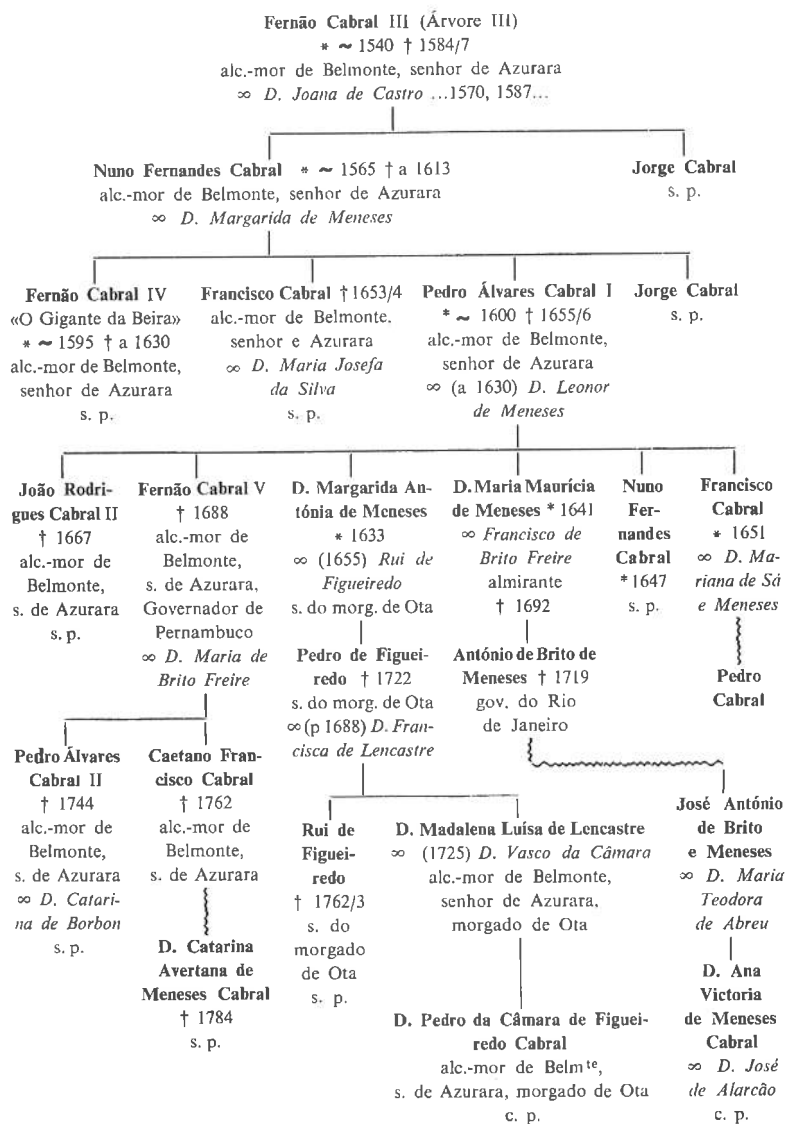 Fernão Cabral III (Árvore III)
* ~ 1540 † 1584/7
alc.-mor de Belmonte, senhor de Azurara
∞ D. Joana de Castro ...1570, 1587...
Nuno Fernandes Cabral * ~ 1565 † a 1613
alc.-mor de Belmonte, senhor de Azurara
∞ D. Margarida de Meneses
Jorge Cabral
s. p.
Fernão Cabral IV
«O Gigante da Beira»
* ~ 1595 † a 1630
alc.-mor de Belmonte,
senhor de Azurara
s. p.
Francisco Cabral † 1653/4
alc.-mor de Belmonte.
senhor e Azurara
∞ D. Maria Josefa
da Silva
s. p.
Pedro Álvares Cabral I
* ~ 1600 † 1655/6
alc.-mor de Belmonte,
senhor de Azurara
∞ (a 1630) D. Leonor
de Meneses
Jorge Cabral
s. p.
João Rodri-
gues Cabral II
† 1667
alc.-mor de
Belmonte,
s. de Azurara
s. p.
Fernão Cabral V
† 1688
alc.-mor de
Belmonte,
s. de Azurara,
Governador de
Pernambuco
∞ D. Maria de
Brito Freire
D. Margarida An-
tónia de Meneses
* 1633
∞ (1655) Rui de
Figueiredo
s. do morg. de Ota
D. Maria Maurícia
de Meneses * 1641
∞ Francisco de
Brito Freire
almirante
† 1692
Nuno
Fer-
nandes
Cabral
* 1647
s. p.
Francisco
Cabral
* 1651
∞ D. Ma-
riana de Sá
e Meneses
Pedro de Figuei-
redo † 1722
s. do morg. de Ota
∞ (p 1688) D. Fran-
cisca de Lencastre
António de Brito de
Meneses † 1719
gov. do Rio
de Janeiro
Pedro
Cabral
Pedro Álvares
Cabral II
† 1744
alc.-mor de
Belmonte,
s. de Azurara
∞ D. Catari-
na de Borbon
s. p.
Caetano Fran-
cisco Cabral
† 1762
alc.-mor de
Belmonte,
s. de Azurara
D. Catarina
Avertana de
Meneses Cabral
† 1784
s. p.
Rui de
Figuei-
redo
† 1762/3
s. do
morgado
de Ota
s. p.
D. Madalena Luísa de Lencastre
∞ (1725) D. Vasco da Câmara
alc.-mor de Belmonte,
senhor de Azurara.
morgado de Ota
José António
de Brito
e Meneses
∞ D. Maria
Teodora
de Abreu
D. Pedro da Câmara de Figuei-
redo Cabral
alc.-mor de Belmte,
s. de Azurara, morgado de Ota
c. p.
D. Ana
Victoria
de Meneses
Cabral
∞ D. José
de Alarcão
c. p.